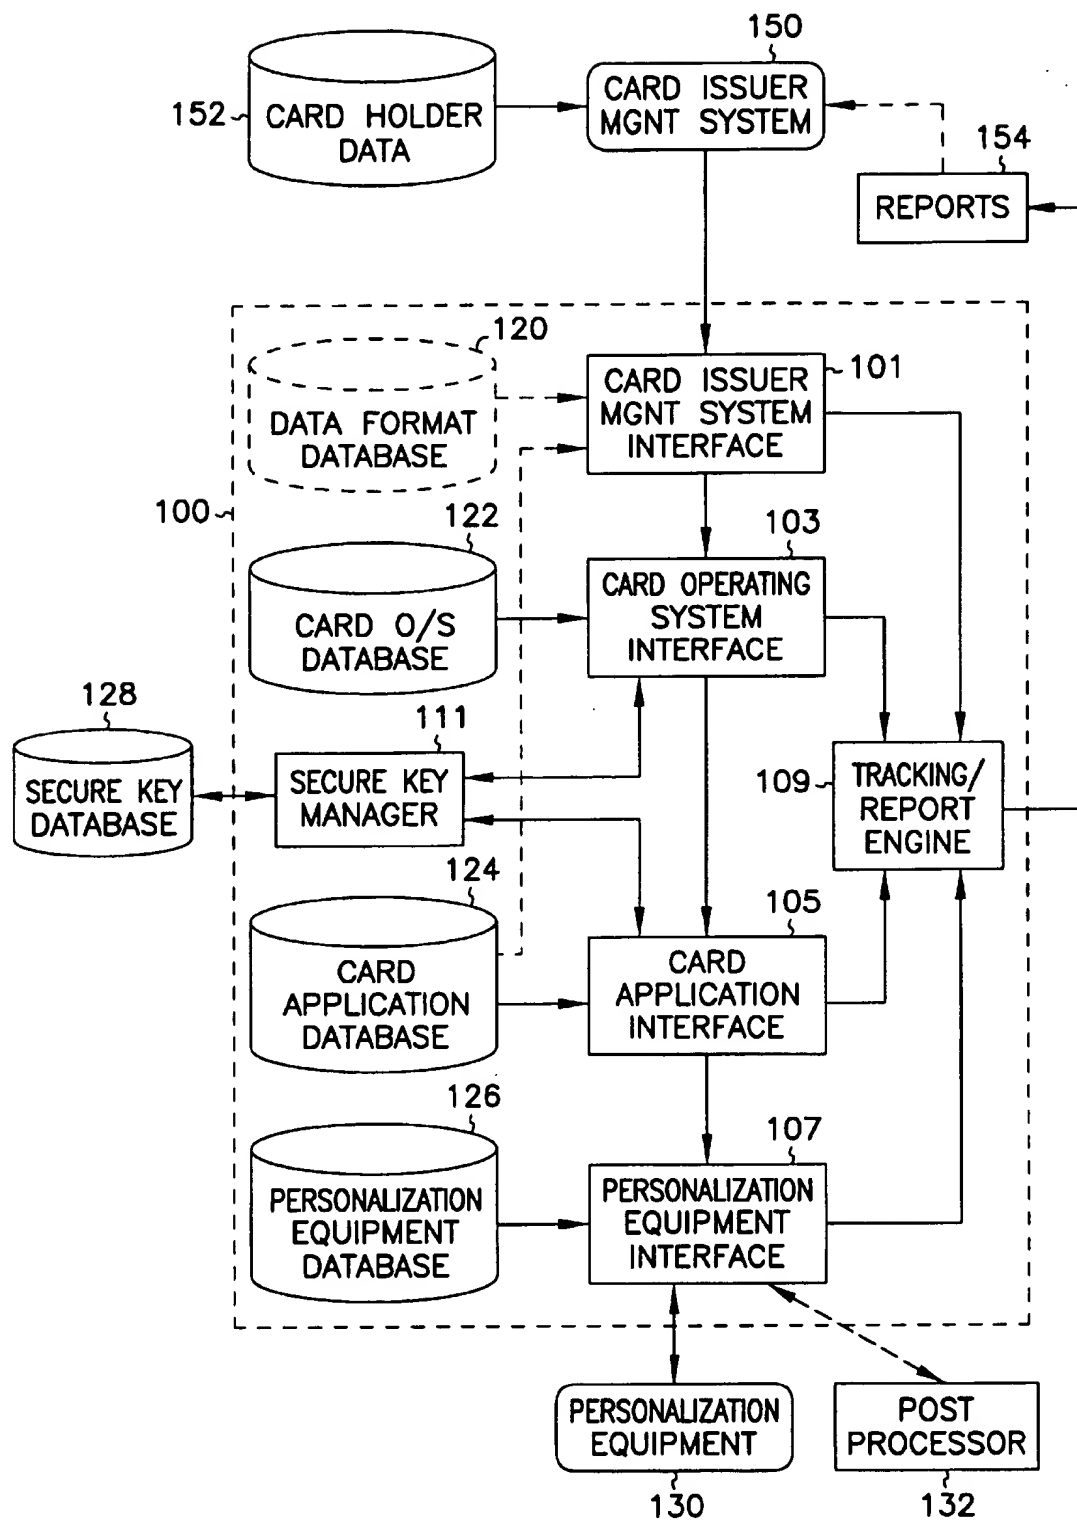 150
CARD HOLDER
DATA
152
CARD ISSUER
MGNT SYSTEM
154
REPORTS
120
DATA FORMAT
DATABASE
CARD ISSUER
MGNT SYSTEM
INTERFACE
101
100
122
CARD O/S
DATABASE
103
CARD OPERATING
SYSTEM
INTERFACE
128
SECURE KEY
DATABASE
111
SECURE KEY
MANAGER
109
TRACKING/
REPORT
ENGINE
124
CARD
APPLICATION
DATABASE
105
CARD
APPLICATION
INTERFACE
126
PERSONALIZATION
EQUIPMENT
DATABASE
107
PERSONALIZATION
EQUIPMENT
INTERFACE
PERSONALIZATION
EQUIPMENT
130
POST
PROCESSOR
132